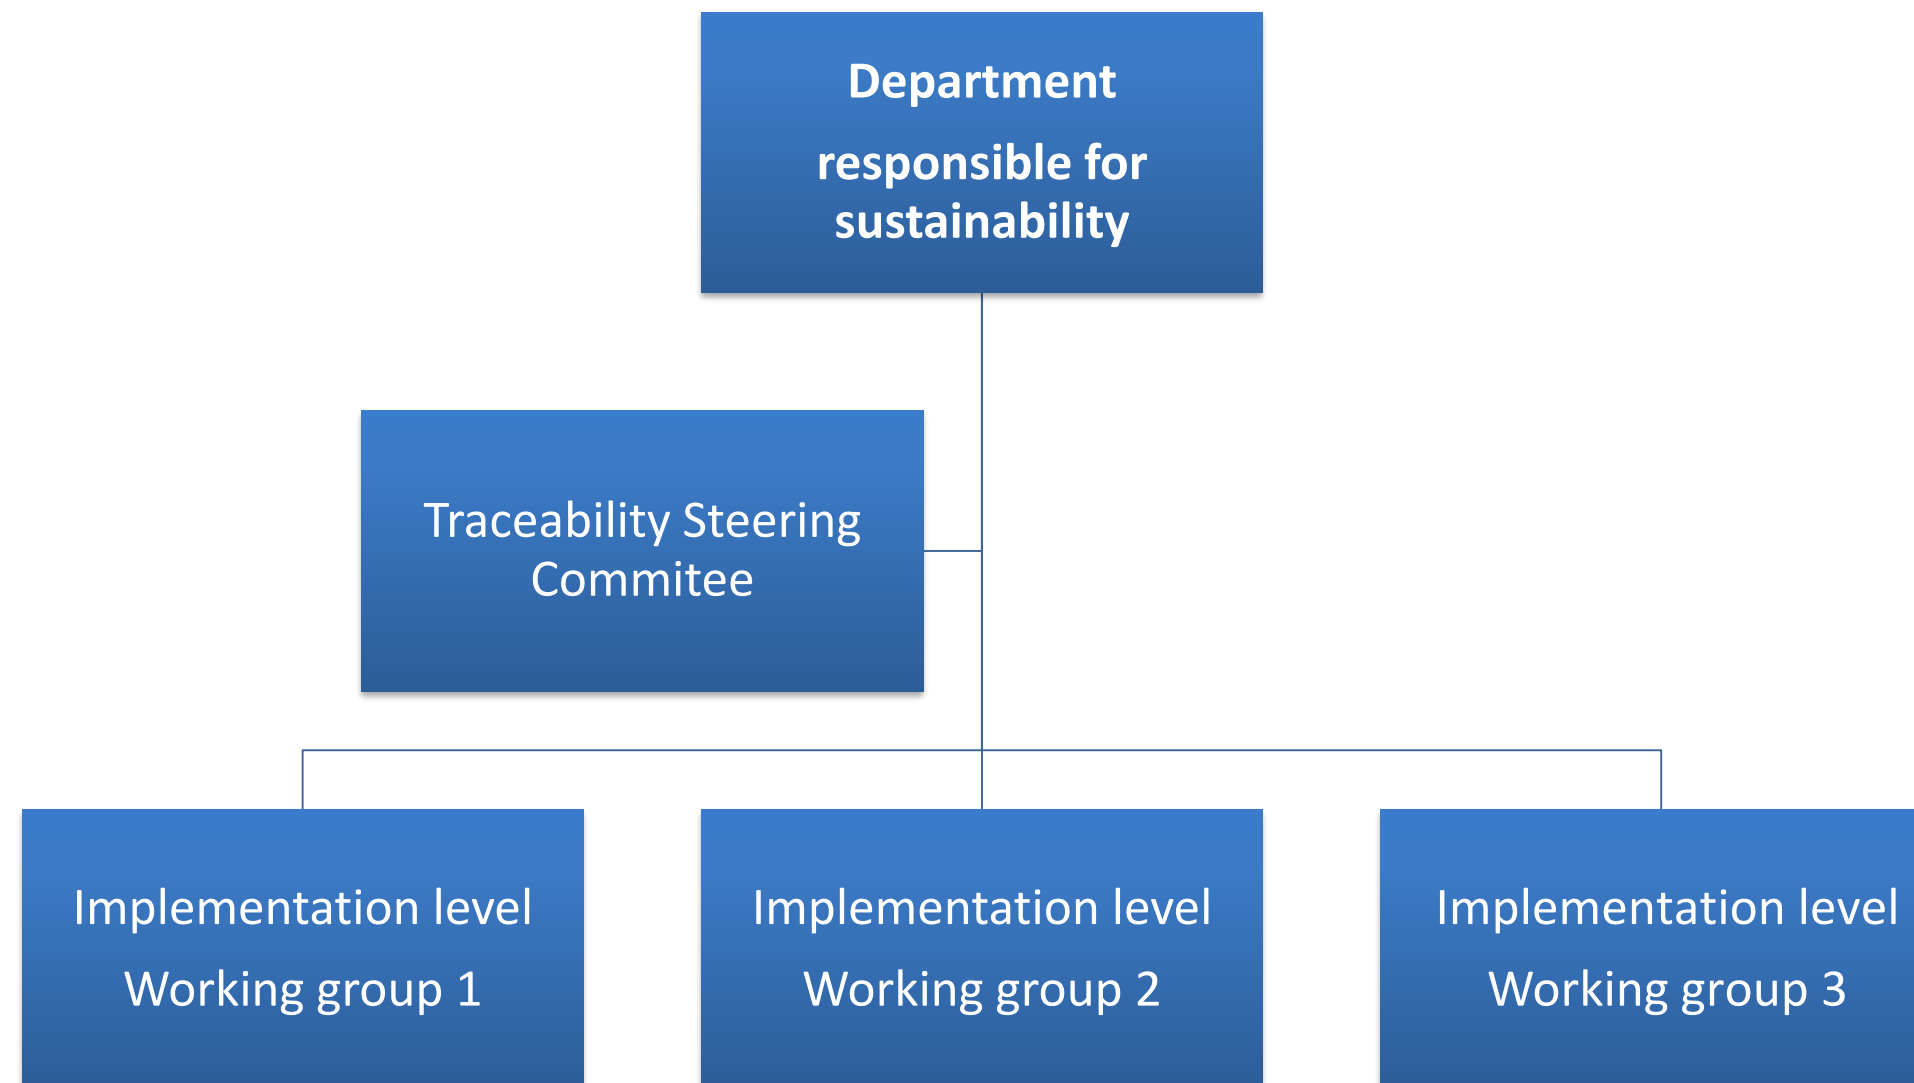 Department
responsible for
sustainability
Traceability Steering
Commitee
Implementation level
Working group 1
Implementation level
Working group 2
Implementation level
Working group 3